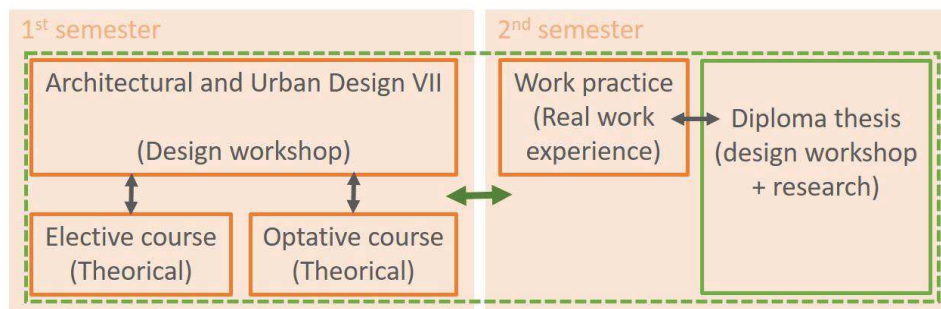 1st semester
Architectural and Urban Design VII
(Design workshop)
Elective course
(Theorical)
Optative course
(Theorical)
2nd semester
Work practice
(Real work
experience)
Diploma thesis
(design workshop
+ research)